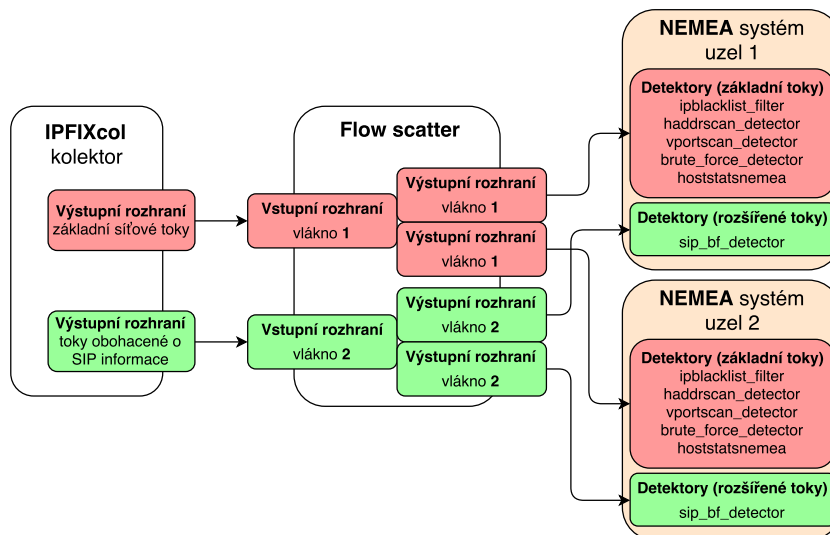 IPFIXcol
kolektor
Výstupní rozhraní
základní síťové toky
Výstupní rozhraní
toky obohacené o
SIP informace
Flow scatter
Vstupní rozhraní
vlákno 1
Výstupní rozhraní
vlákno 1
Výstupní rozhraní
vlákno 1
Vstupní rozhraní
vlákno 2
Výstupní rozhraní
vlákno 2
Výstupní rozhraní
vlákno 2
NEMEA systém
uzel 1
Detektory (základní toky)
ipblacklist_filter
haddrscan_detector
vportscan_detector
brute_force_detector
hoststatsnemea
Detektory (rozšířené toky)
sip_bf_detector
NEMEA systém
uzel 2
Detektory (základní toky)
ipblacklist_filter
haddrscan_detector
vportscan_detector
brute_force_detector
hoststatsnemea
Detektory (rozšířené toky)
sip_bf_detector